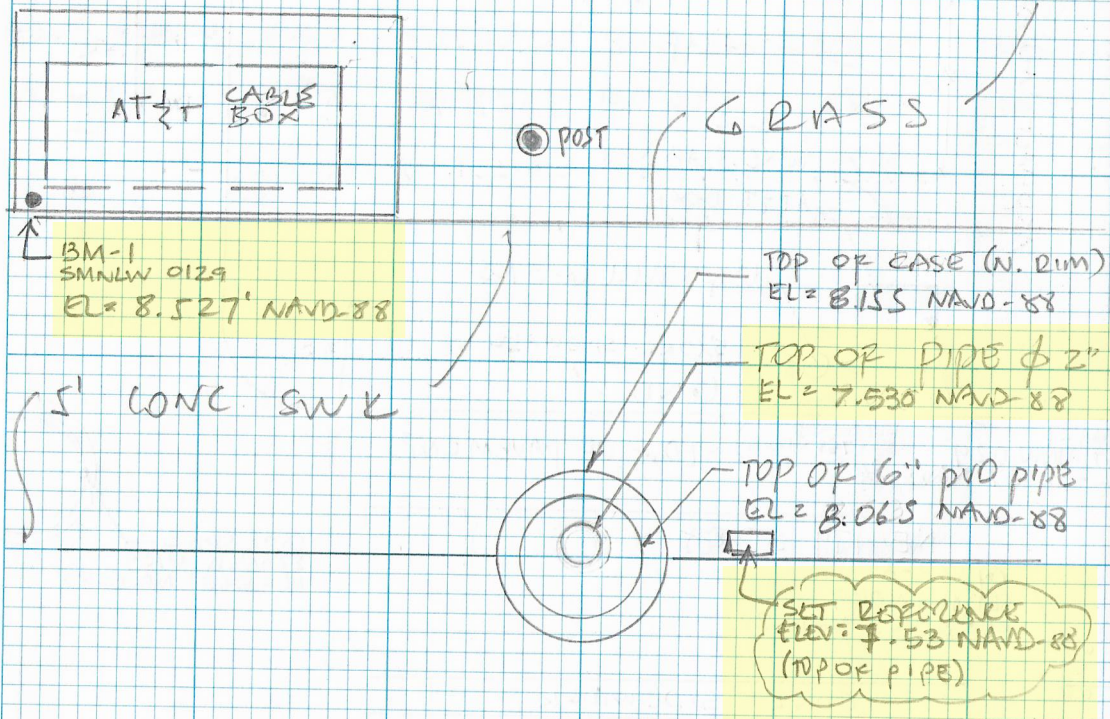 AT&T CABLE BOX
POST
GRASS
BM-1
SMNLW 0129
EL= 8.527' NAVD-88
TOP OF CASE (N. RIM)
EL= 8.155 NAVD-88
TOP OF PIPE ϕ 2"
EL= 7.530' NAVD-88
5' CONC SWK
TOP OF 6" PVD PIPE
EL= 8.065 NAVD-88
SET REFERENCE
ELEV: 7.53 NAVD-88
(TOP OF PIPE)